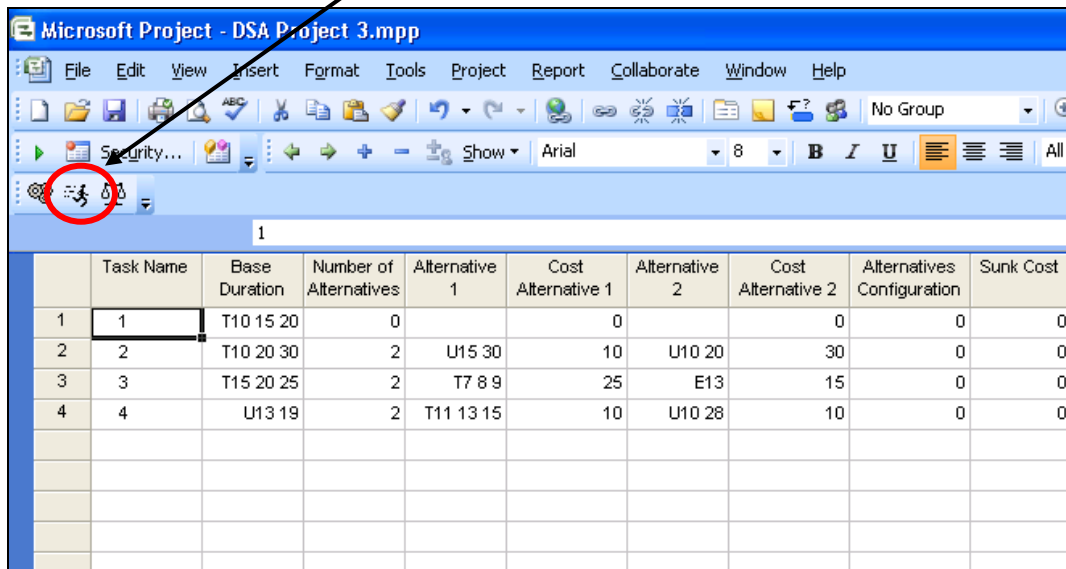 Microsoft Project - DSA Project 3.mpp
File Edit View Insert Format Tools Project Report Collaborate Window Help
ABC No Group
Security... Show Arial 8 B I U All
1
Task Name Base Duration Number of Alternatives Alternative 1 Cost Alternative 1 Alternative 2 Cost Alternative 2 Alternatives Configuration Sunk Cost
1 1 T10 15 20 0 0 0 0 0
2 2 T10 20 30 2 U15 30 10 U10 20 30 0 0
3 3 T15 20 25 2 T7 8 9 25 E13 15 0 0
4 4 U13 19 2 T11 13 15 10 U10 28 10 0 0